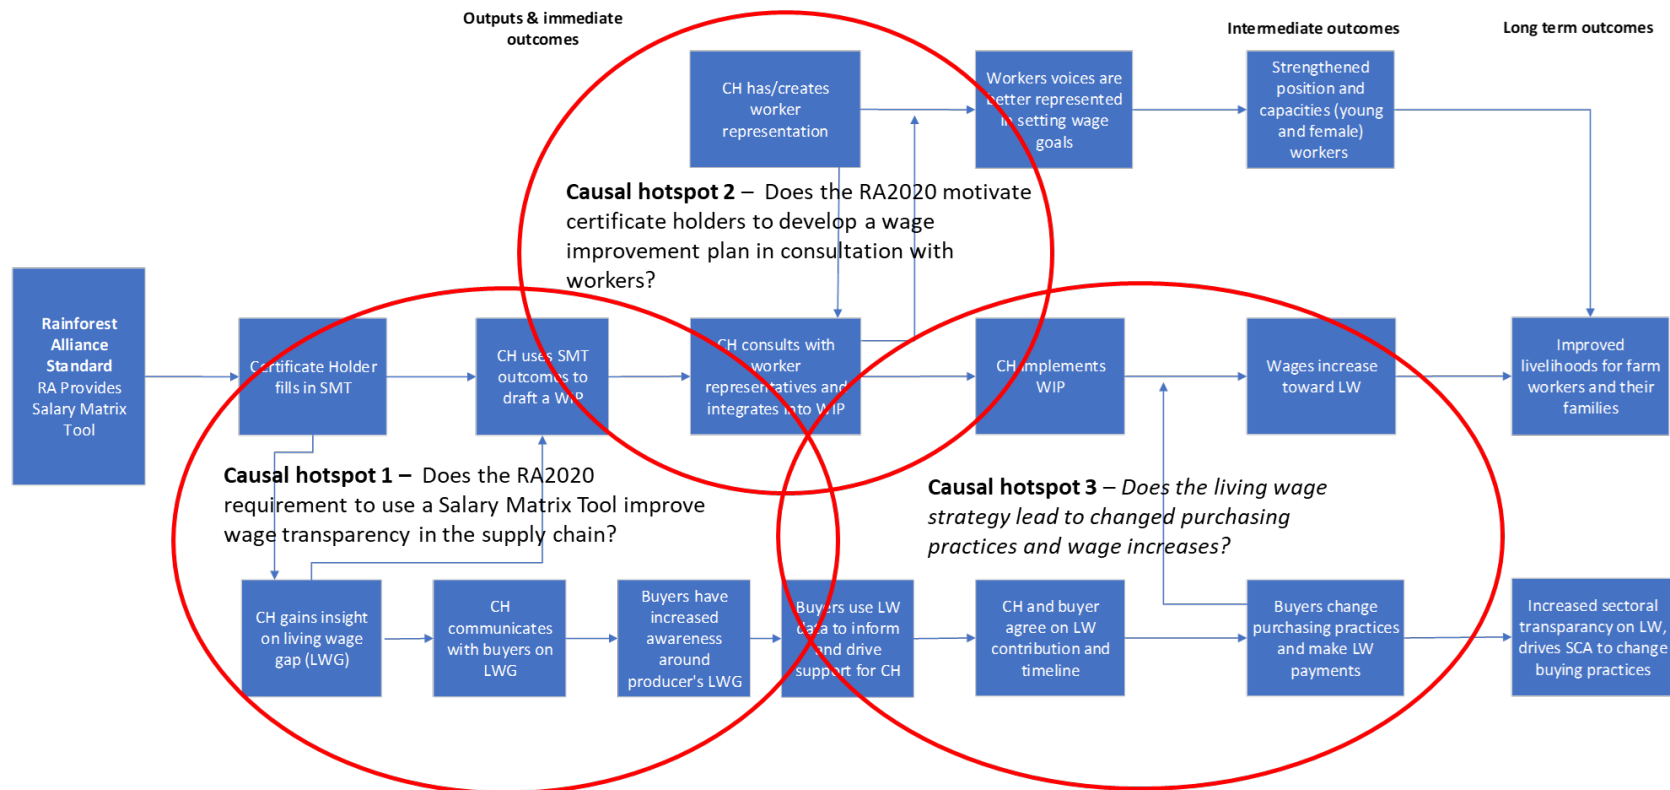 Outputs & immediate
outcomes
Intermediate outcomes
Long term outcomes
CH has/creates
worker
representation
Workers voices are
better represented
in setting wage
goals
Strengthened
position and
capacities (young
and female)
workers
Causal hotspot 2 – Does the RA2020 motivate
certificate holders to develop a wage
improvement plan in consultation with
workers?
Rainforest
Alliance
Standard
RA Provides
Salary Matrix
Tool
Certificate Holder
fills in SMT
CH uses SMT
outcomes to
draft a WIP
CH consults with
worker
representatives and
integrates into WIP
CH implements
WIP
Wages increase
toward LW
Improved
livelihoods for farm
workers and their
families
Causal hotspot 1 – Does the RA2020
requirement to use a Salary Matrix Tool improve
wage transparency in the supply chain?
Causal hotspot 3 – Does the living wage
strategy lead to changed purchasing
practices and wage increases?
CH gains insight
on living wage
gap (LWG)
CH
communicates
with buyers on
LWG
Buyers have
increased
awareness
around
producer's LWG
Buyers use LW
data to inform
and drive
support for CH
CH and buyer
agree on LW
contribution and
timeline
Buyers change
purchasing practices
and make LW
payments
Increased sectoral
transparancy on LW,
drives SCA to change
buying practices